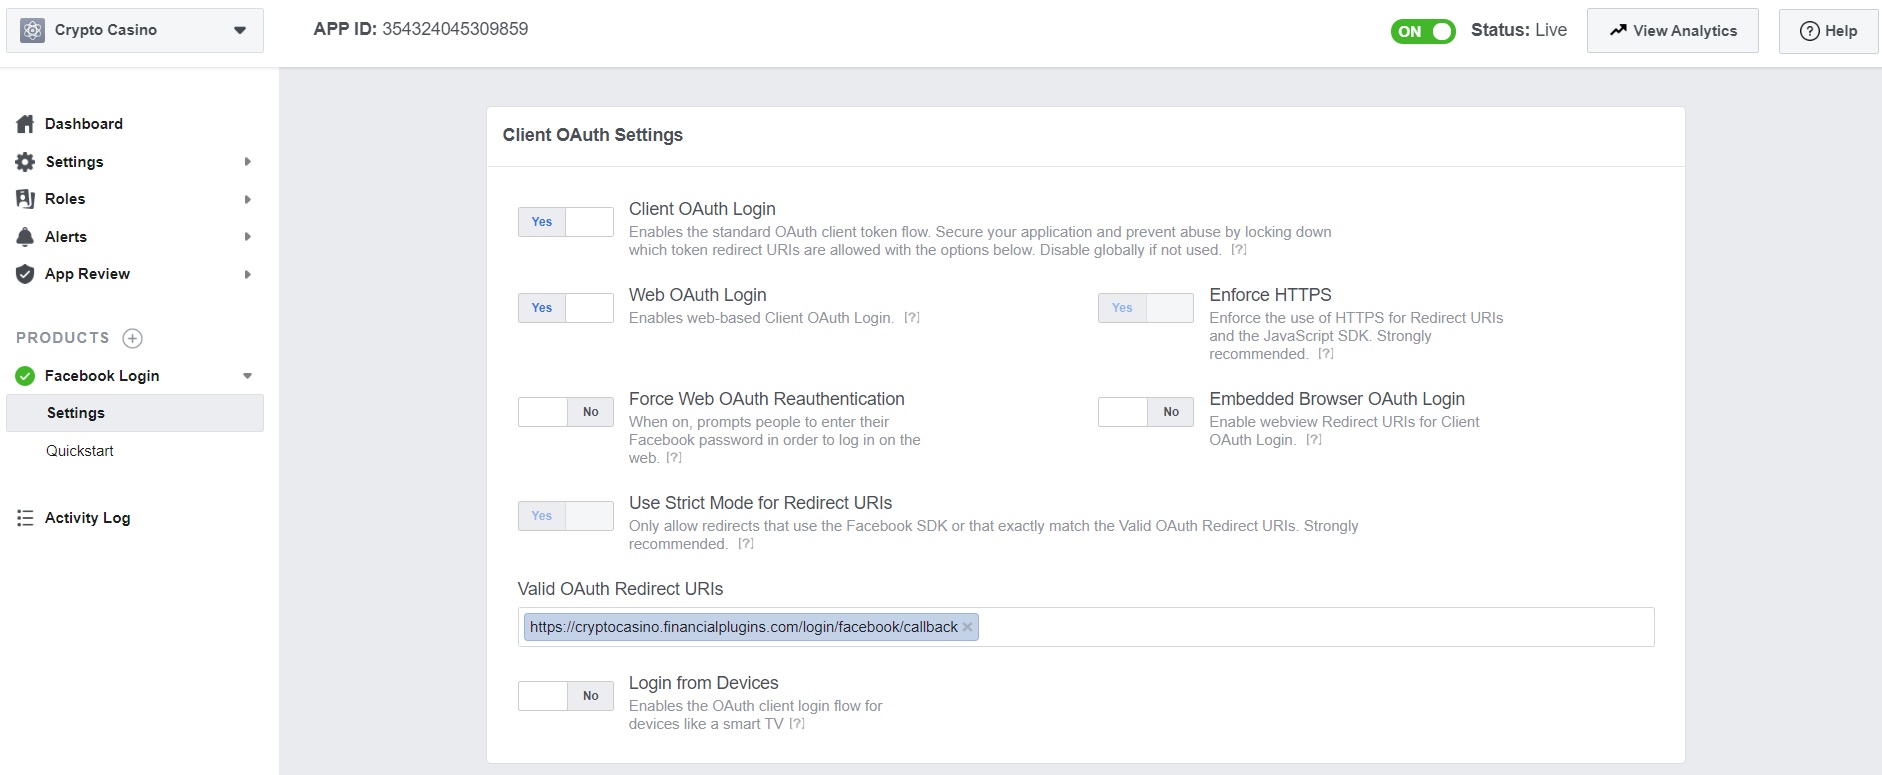 Crypto Casino
APP ID: 354324045309859
ON
Status: Live
View Analytics
? Help
Dashboard
Settings
Roles
Alerts
App Review
PRODUCTS
Facebook Login
Settings
Quickstart
Activity Log
Client OAuth Settings
Yes
Client OAuth Login
Enables the standard OAuth client token flow. Secure your application and prevent abuse by locking down
which token redirect URIs are allowed with the options below. Disable globally if not used. [?]
Yes
Web OAuth Login
Enables web-based Client OAuth Login. [?]
Yes
Enforce HTTPS
Enforce the use of HTTPS for Redirect URIs
and the JavaScript SDK. Strongly
recommended. [?]
No
Force Web OAuth Reauthentication
When on, prompts people to enter their
Facebook password in order to log in on the
web. [?]
No
Embedded Browser OAuth Login
Enable webview Redirect URIs for Client
OAuth Login. [?]
Yes
Use Strict Mode for Redirect URIs
Only allow redirects that use the Facebook SDK or that exactly match the Valid OAuth Redirect URIs. Strongly
recommended. [?]
Valid OAuth Redirect URIs
https://cryptocasino.financialplugins.com/login/facebook/callback ×
No
Login from Devices
Enables the OAuth client login flow for
devices like a smart TV [?]